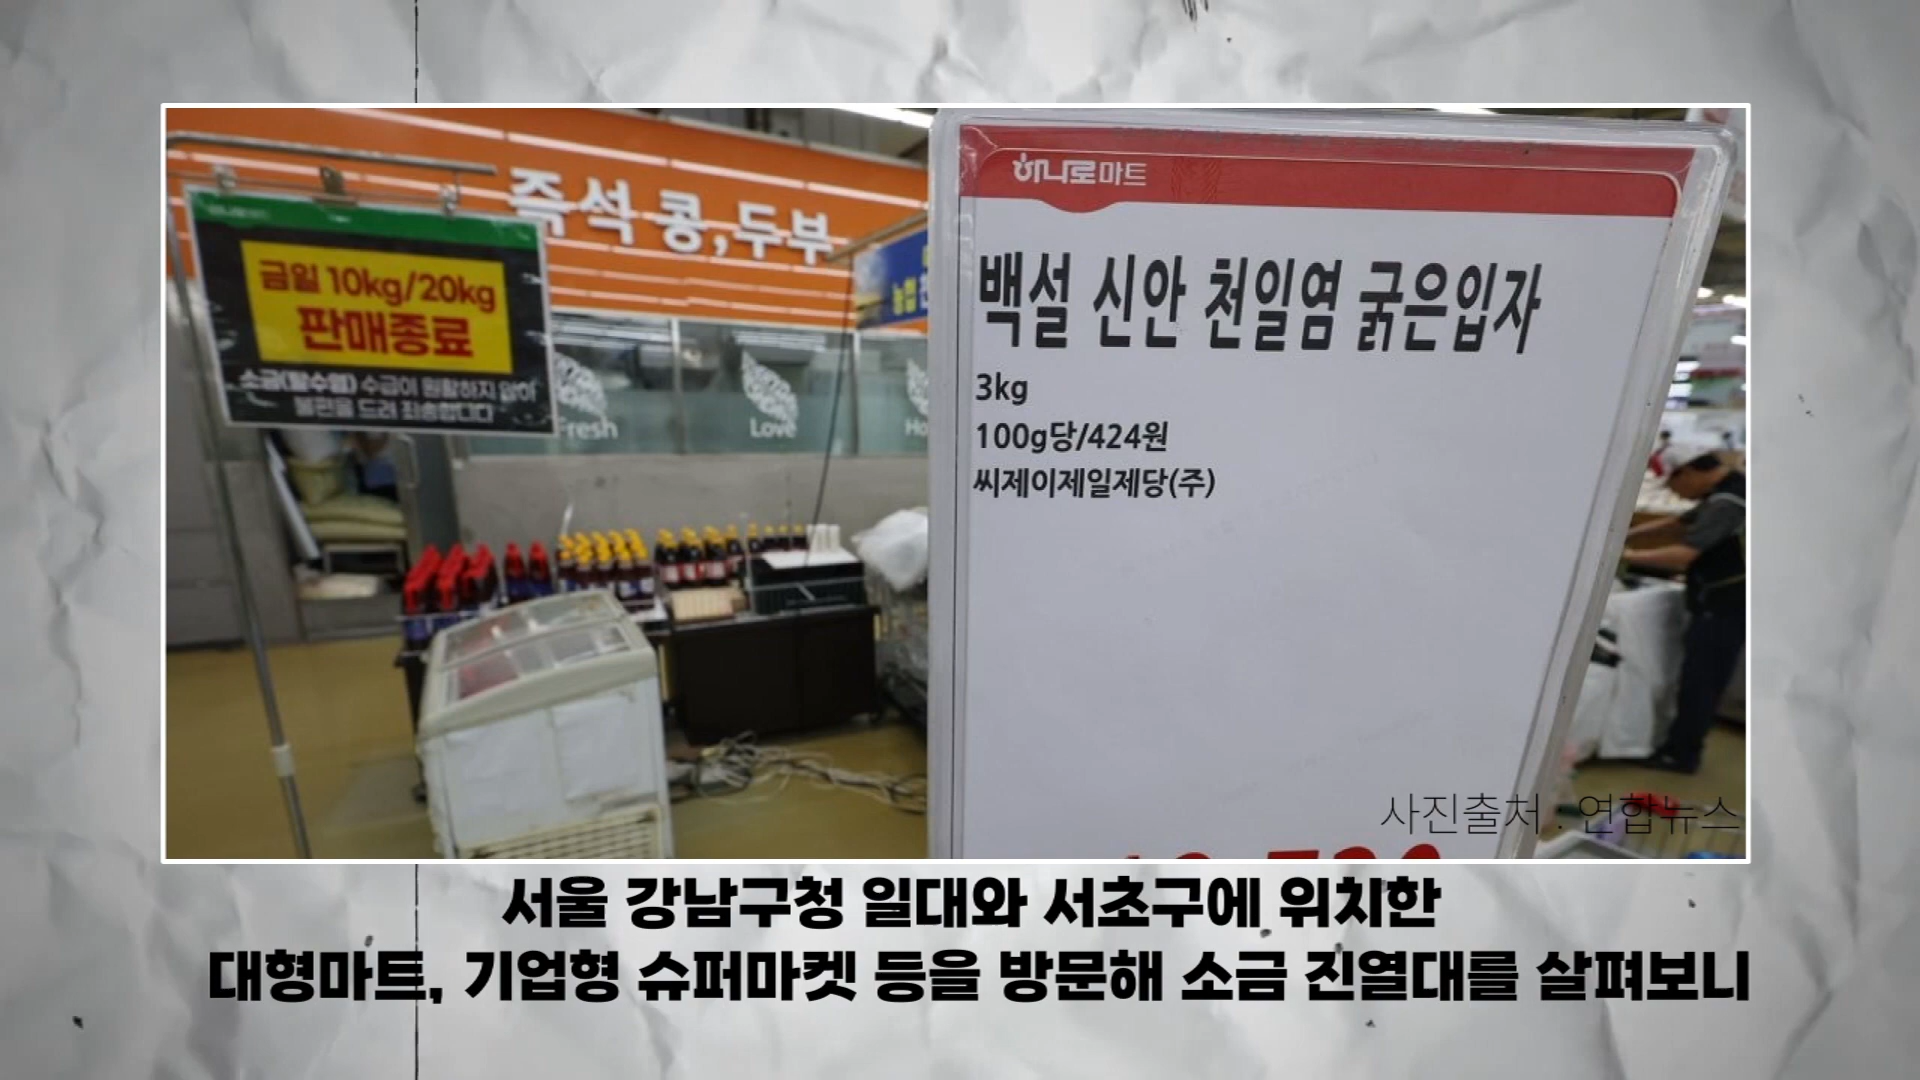 하나로마트
즉석 콩,두부
금일 10kg/20kg
판매종료
소금(탈수염) 수급이 원활하지 않아
불편을 드려 죄송합니다
Fresh
Love
하나로마트
백설 신안 천일염 굵은입자
3kg
100g당/424원
씨제이제일제당(주)
사진출처 : 연합뉴스
서울 강남구청 일대와 서초구에 위치한
대형마트, 기업형 슈퍼마켓 등을 방문해 소금 진열대를 살펴보니